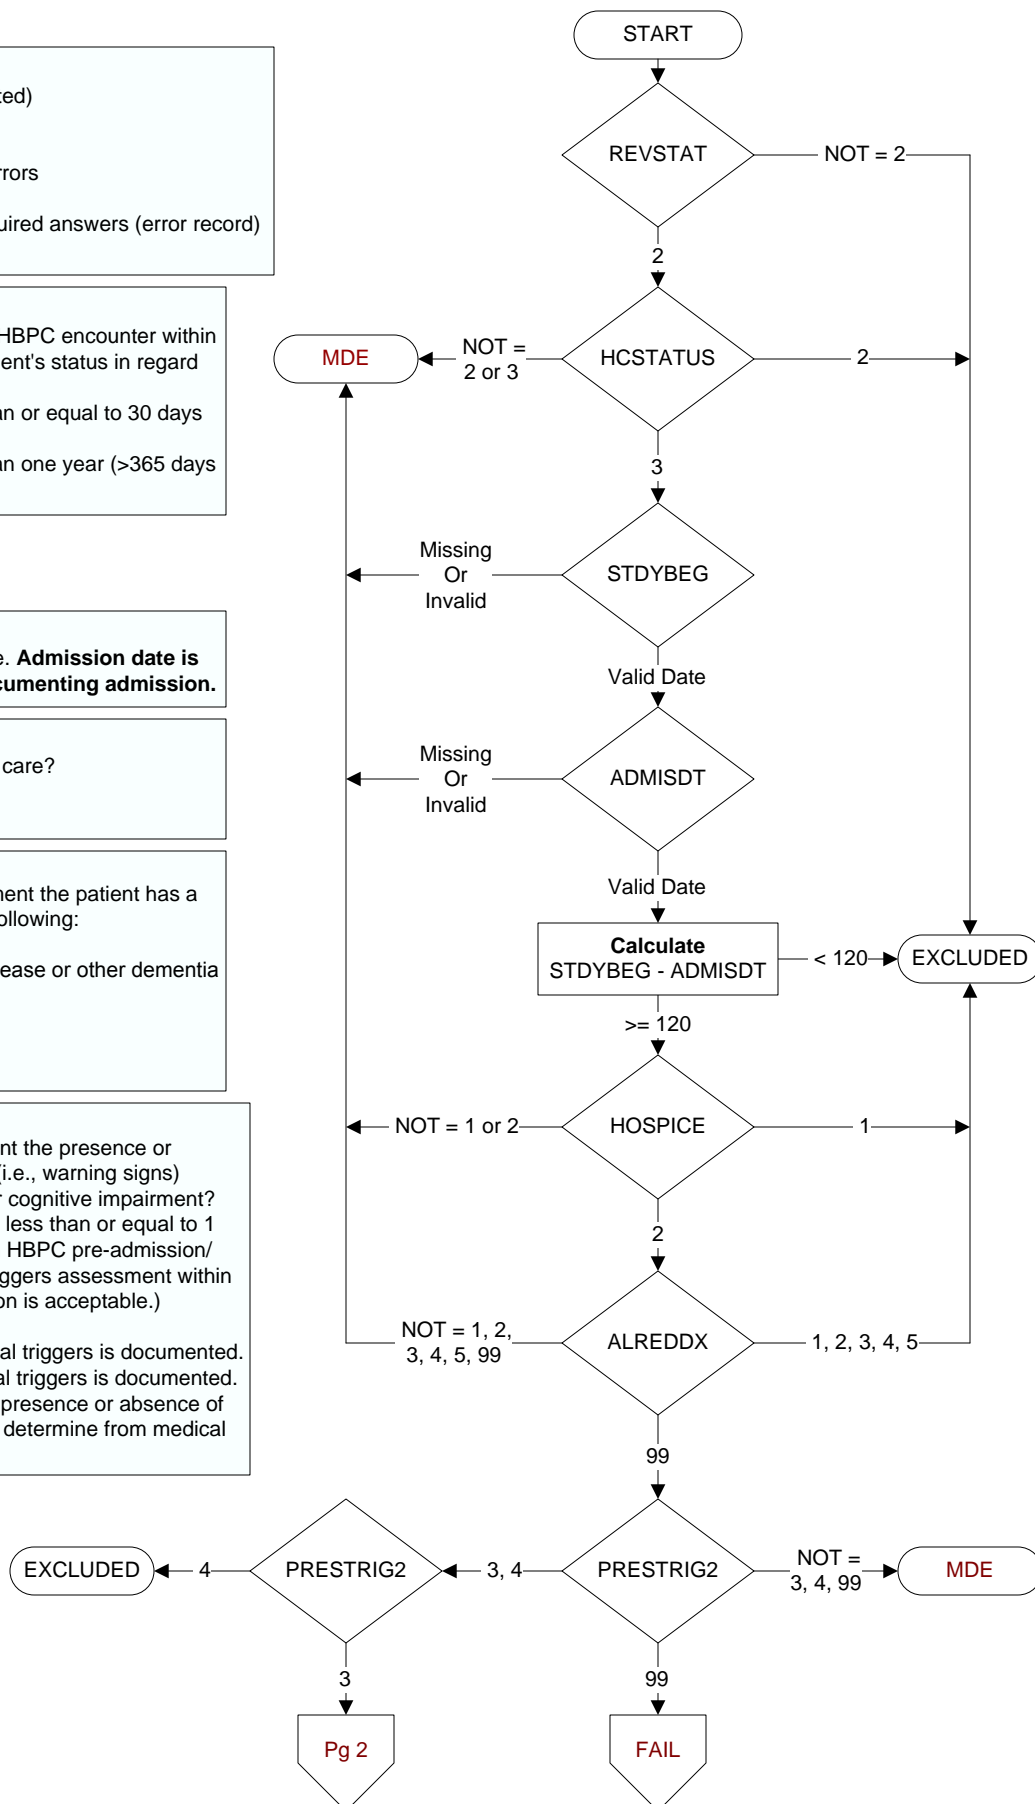 START
ted)
REVSTAT
NOT = 2
rrors
uired answers (error record)
2
HBPC encounter within
ent's status in regard
an or equal to 30 days
an one year (>365 days
MDE
NOT =
2 or 3
HCSTATUS
2
3
Missing
Or
Invalid
STDYBEG
Valid Date
e. Admission date is
cumenting admission.
care?
Missing
Or
Invalid
ADMISDT
Valid Date
ment the patient has a
ollowing:
ease or other dementia
Calculate
STDYBEG - ADMISDT
< 120
EXCLUDED
>= 120
nt the presence or
(i.e., warning signs)
r cognitive impairment?
less than or equal to 1
HBPC pre-admission/
iggers assessment within
on is acceptable.)
al triggers is documented.
al triggers is documented.
presence or absence of
determine from medical
NOT = 1 or 2
HOSPICE
1
2
NOT = 1, 2,
3, 4, 5, 99
ALREDDX
1, 2, 3, 4, 5
99
EXCLUDED
4
PRESTRIG2
3, 4
PRESTRIG2
NOT =
3, 4, 99
MDE
3
99
Pg 2
FAIL